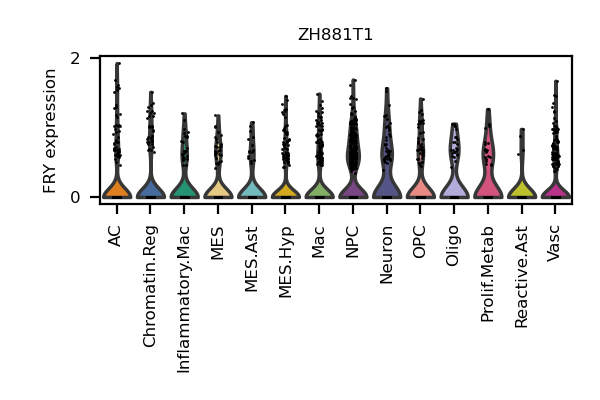 ZH881T1
FRY expression
2
0
AC
Chromatin.Reg
Inflammatory.Mac
MES
MES.Ast
MES.Hyp
Mac
NPC
Neuron
OPC
Oligo
Prolif.Metab
Reactive.Ast
Vasc